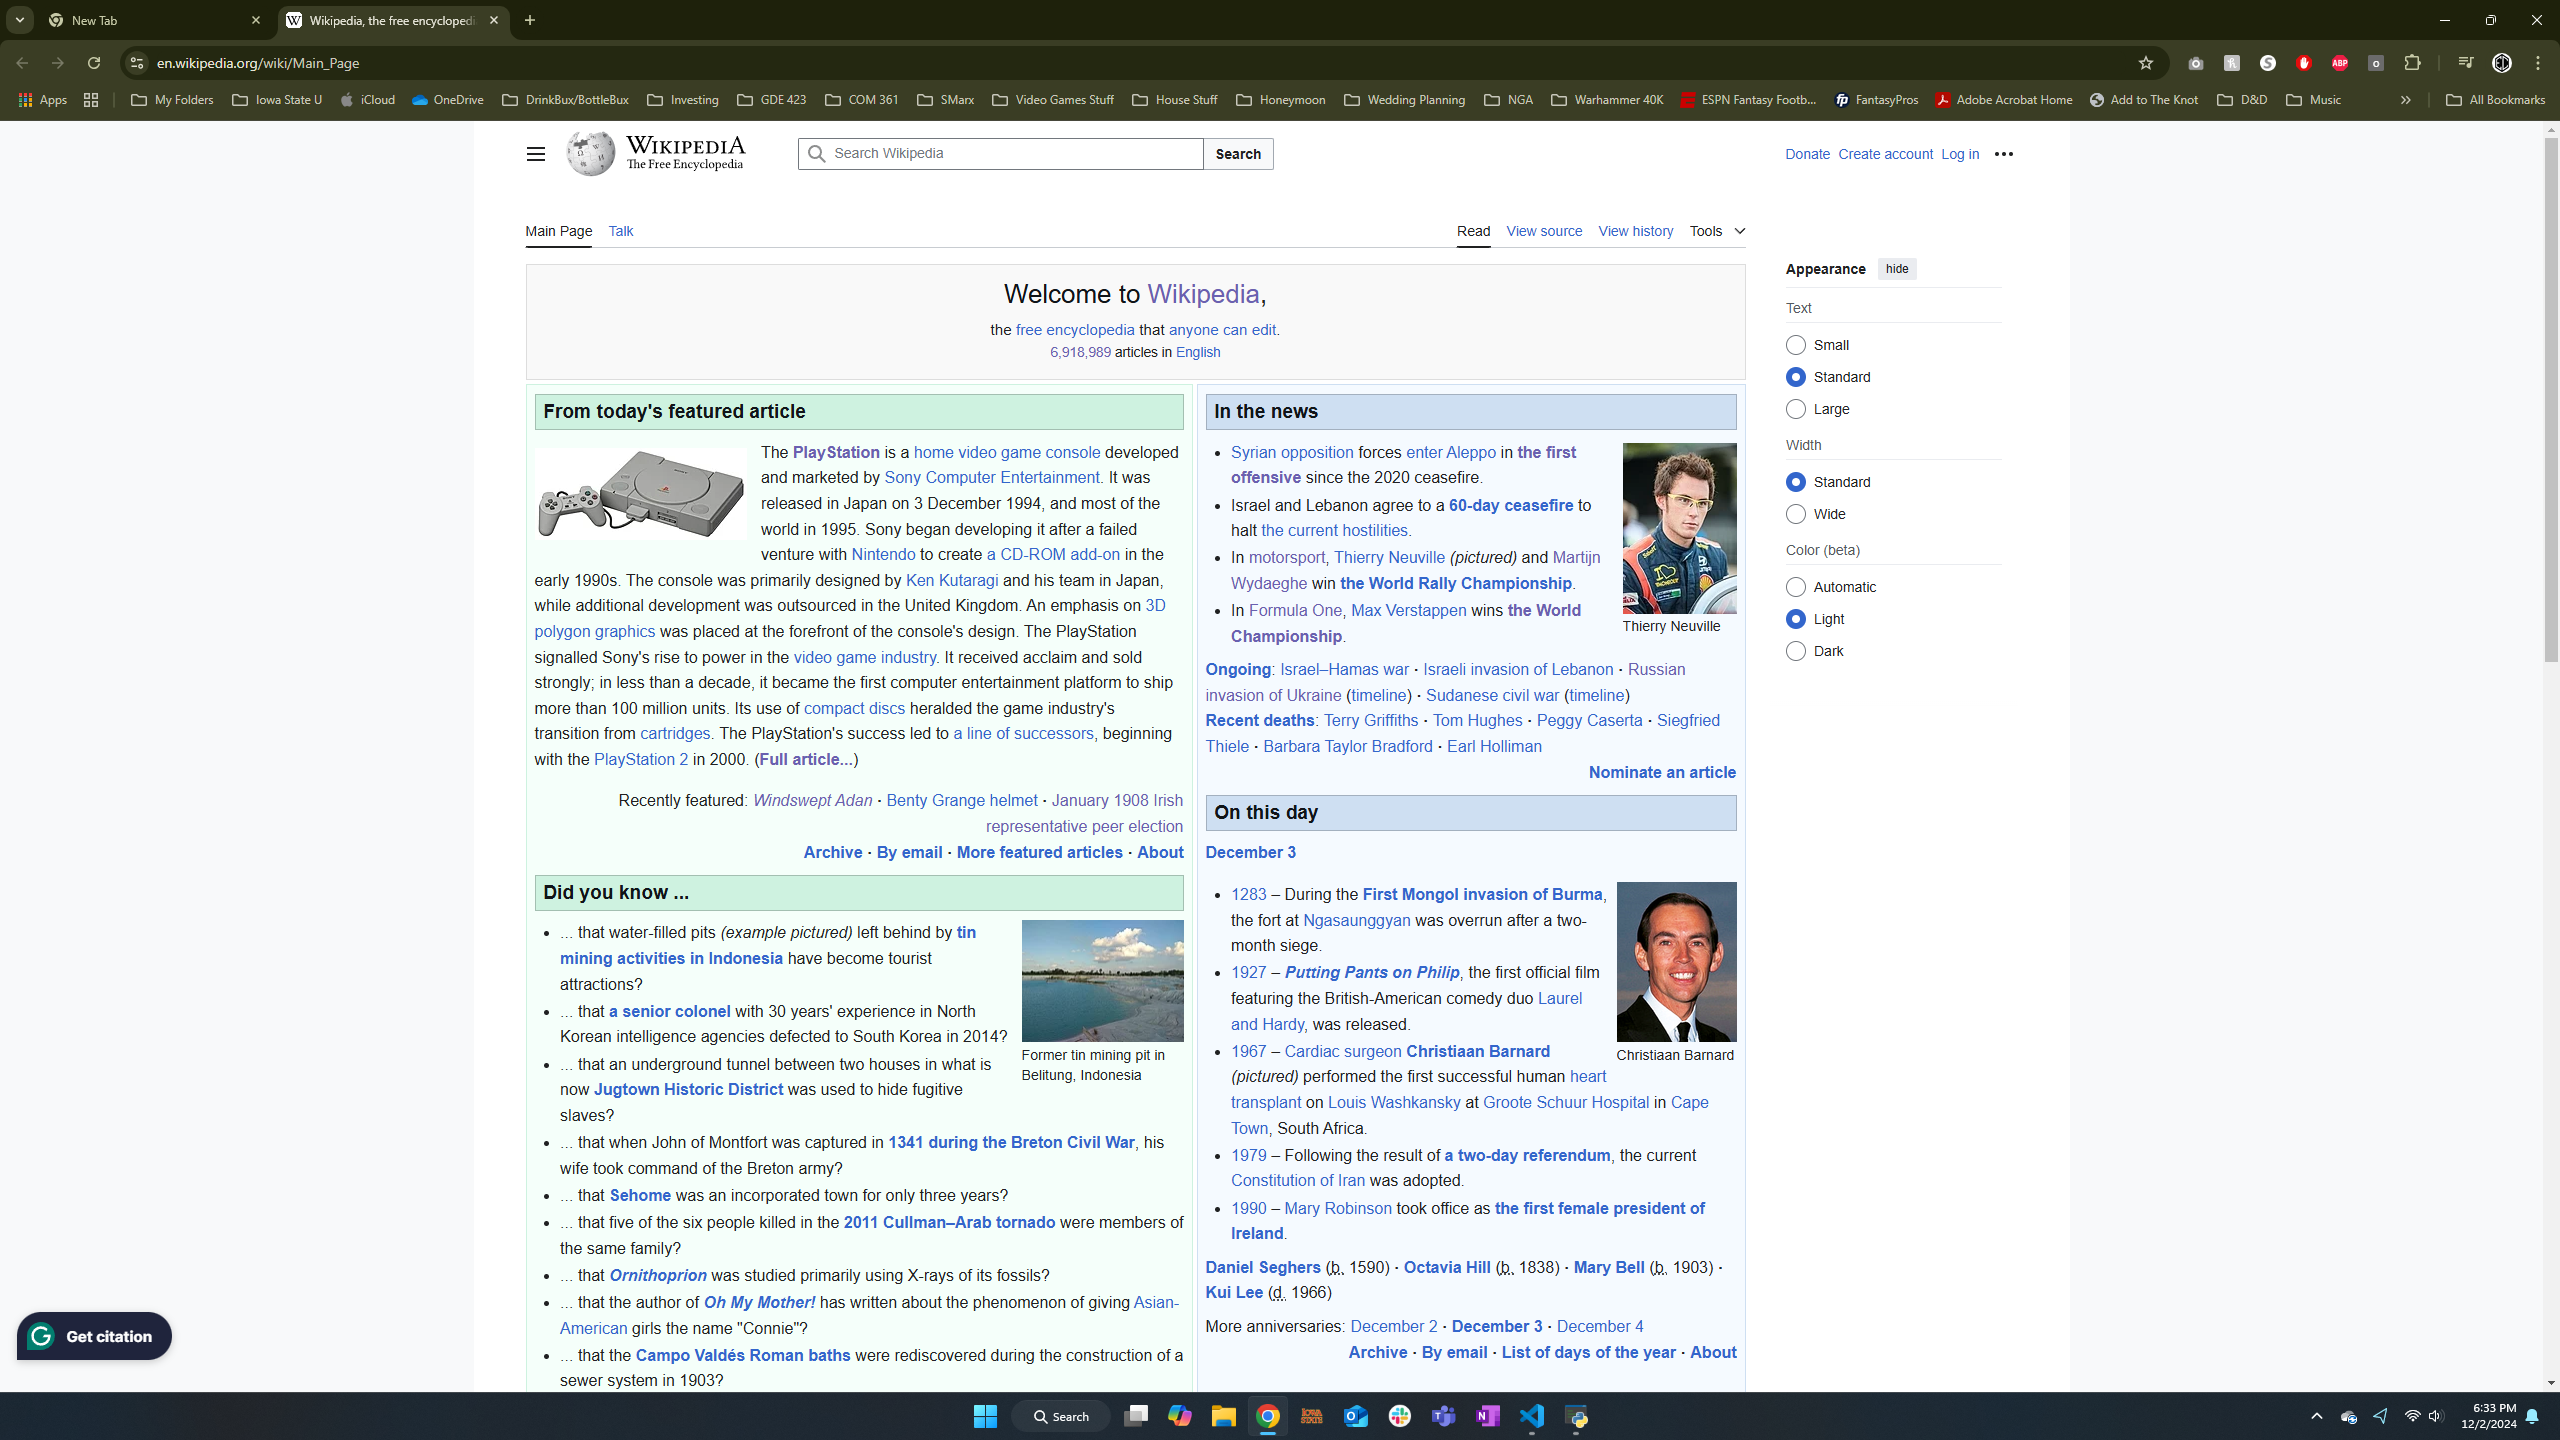 New Tab
Wikipedia, the free encycloped
en.wikipedia.org/wiki/Main_Page
Apps My Folders Iowa State U iCloud OneDrive DrinkBux/BottleBux Investing GDE 423 COM 361 SMarx Video Games Stuff House Stuff Honeymoon Wedding Planning NGA Warhammer 40K ESPN Fantasy Footb... FantasyPros Adobe Acrobat Home Add to The Knot D&D Music » All Bookmarks
WIKIPEDIA
The Free Encyclopedia
Search Wikipedia
Search
Donate Create account Log in
Main Page Talk
Read View source View history Tools
Welcome to Wikipedia,
the free encyclopedia that anyone can edit.
6,918,989 articles in English
From today's featured article
The PlayStation is a home video game console developed
and marketed by Sony Computer Entertainment. It was
released in Japan on 3 December 1994, and most of the
world in 1995. Sony began developing it after a failed
venture with Nintendo to create a CD-ROM add-on in the
early 1990s. The console was primarily designed by Ken Kutaragi and his team in Japan,
while additional development was outsourced in the United Kingdom. An emphasis on 3D
polygon graphics was placed at the forefront of the console's design. The PlayStation
signalled Sony's rise to power in the video game industry. It received acclaim and sold
strongly; in less than a decade, it became the first computer entertainment platform to ship
more than 100 million units. Its use of compact discs heralded the game industry's
transition from cartridges. The PlayStation's success led to a line of successors, beginning
with the PlayStation 2 in 2000. (Full article...)
Recently featured: Windswept Adan · Benty Grange helmet · January 1908 Irish
representative peer election
Archive · By email · More featured articles · About
Did you know ...
... that water-filled pits (example pictured) left behind by tin
mining activities in Indonesia have become tourist
attractions?
... that a senior colonel with 30 years' experience in North
Korean intelligence agencies defected to South Korea in 2014?
... that an underground tunnel between two houses in what is
now Jugtown Historic District was used to hide fugitive
slaves?
Former tin mining pit in
Belitung, Indonesia
... that when John of Montfort was captured in 1341 during the Breton Civil War, his
wife took command of the Breton army?
... that Sehome was an incorporated town for only three years?
... that five of the six people killed in the 2011 Cullman–Arab tornado were members of
the same family?
... that Ornithoprion was studied primarily using X-rays of its fossils?
... that the author of Oh My Mother! has written about the phenomenon of giving Asian-
American girls the name "Connie"?
... that the Campo Valdés Roman baths were rediscovered during the construction of a
sewer system in 1903?
In the news
Syrian opposition forces enter Aleppo in the first
offensive since the 2020 ceasefire.
Israel and Lebanon agree to a 60-day ceasefire to
halt the current hostilities.
In motorsport, Thierry Neuville (pictured) and Martijn
Wydaeghe win the World Rally Championship.
In Formula One, Max Verstappen wins the World
Championship.
Thierry Neuville
Ongoing: Israel–Hamas war · Israeli invasion of Lebanon · Russian
invasion of Ukraine (timeline) · Sudanese civil war (timeline)
Recent deaths: Terry Griffiths · Tom Hughes · Peggy Caserta · Siegfried
Thiele · Barbara Taylor Bradford · Earl Holliman
Nominate an article
On this day
December 3
1283 – During the First Mongol invasion of Burma,
the fort at Ngasaunggyan was overrun after a two-
month siege.
1927 – Putting Pants on Philip, the first official film
featuring the British-American comedy duo Laurel
and Hardy, was released.
1967 – Cardiac surgeon Christiaan Barnard
(pictured) performed the first successful human heart
transplant on Louis Washkansky at Groote Schuur Hospital in Cape
Town, South Africa.
Christiaan Barnard
1979 – Following the result of a two-day referendum, the current
Constitution of Iran was adopted.
1990 – Mary Robinson took office as the first female president of
Ireland.
Daniel Seghers (b. 1590) · Octavia Hill (b. 1838) · Mary Bell (b. 1903) ·
Kui Lee (d. 1966)
More anniversaries: December 2 · December 3 · December 4
Archive · By email · List of days of the year · About
Appearance hide
Text
Small
Standard
Large
Width
Standard
Wide
Color (beta)
Automatic
Light
Dark
Get citation
Search
6:33 PM
12/2/2024